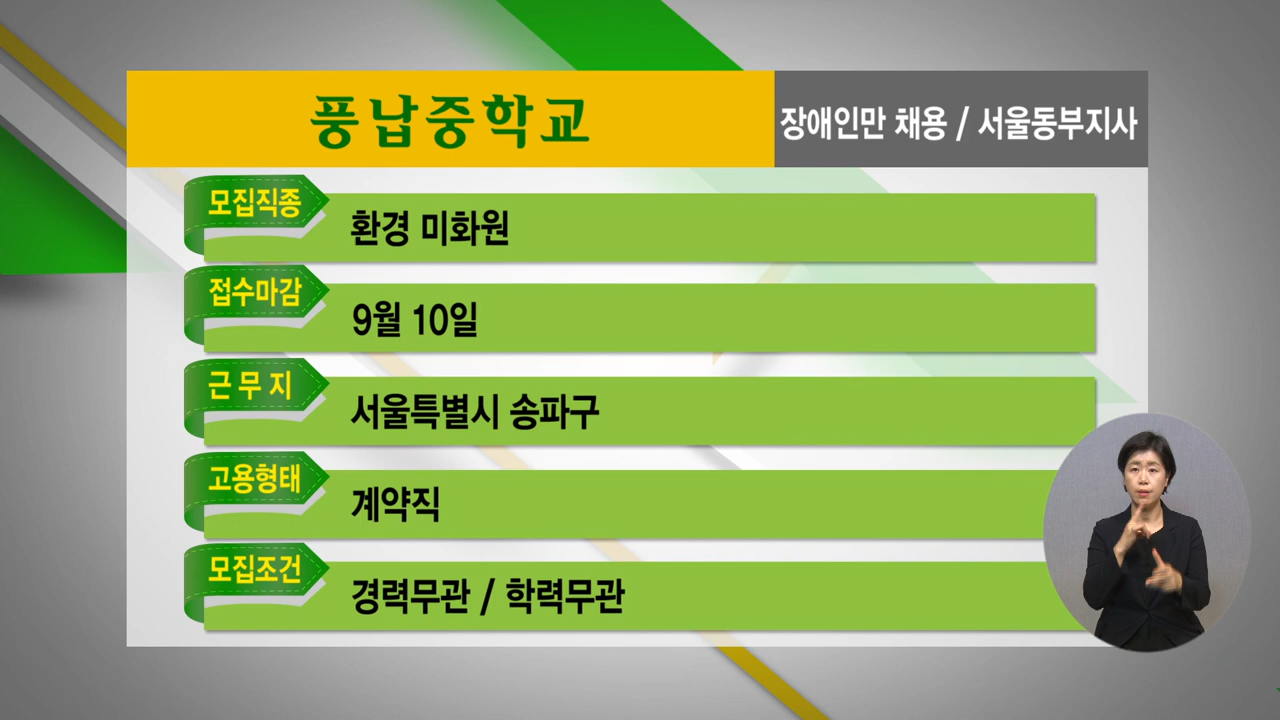 풍납중학교
장애인만 채용 / 서울동부지사
모집직종
환경 미화원
접수마감
9월 10일
근 무 지
서울특별시 송파구
고용형태
계약직
모집조건
경력무관 / 학력무관